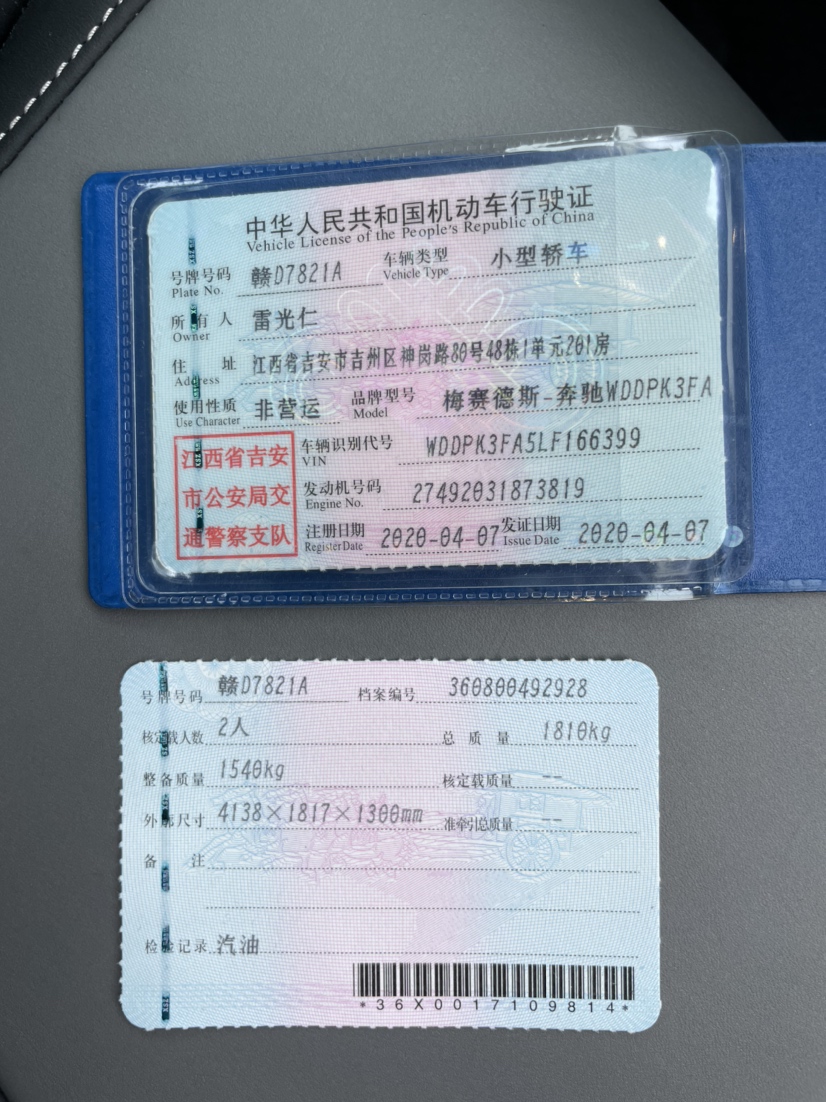 中华人民共和国机动车行驶证
Vehicle License of the People's Republic of China
号牌号码 赣D7821A 车辆类型 小型轿车
Plate No. Vehicle Type
所有人 雷光仁
Owner
住址 江西省吉安市吉州区神岗路80号48栋1单元201房
Address
使用性质 非营运 品牌型号 梅赛德斯-奔驰WDDPK3FA
Use Character Model
江西省吉安
市公安局交
通警察支队
车辆识别代号 WDDPK3FA5LF166399
VIN
发动机号码 27492031873819
Engine No.
注册日期 2020-04-07 发证日期 2020-04-07
Register Date Issue Date
号牌号码 赣D7821A 档案编号 360800492928
核定载人数 2人 总质量 1810kg
整备质量 1540kg 核定载质量 --
外廓尺寸 4138×1817×1300mm 准牵引总质量 --
备注
检验记录 汽油
*36X0017109814*